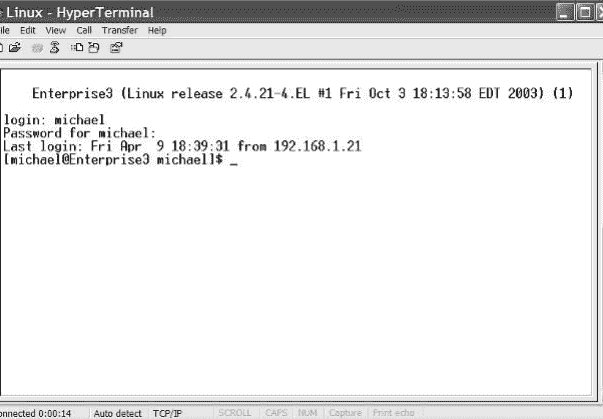 Linux - HyperTerminal
ile Edit View Call Transfer Help
Enterprise3 (Linux release 2.4.21-4.EL #1 Fri Oct 3 18:13:58 EDT 2003) (1)
login: michael
Password for michael:
Last login: Fri Apr  9 18:39:31 from 192.168.1.21
[michael@Enterprise3 michael]$ _
onnected 0:00:14 Auto detect TCP/IP SCROLL CAPS NUM Capture Print echo